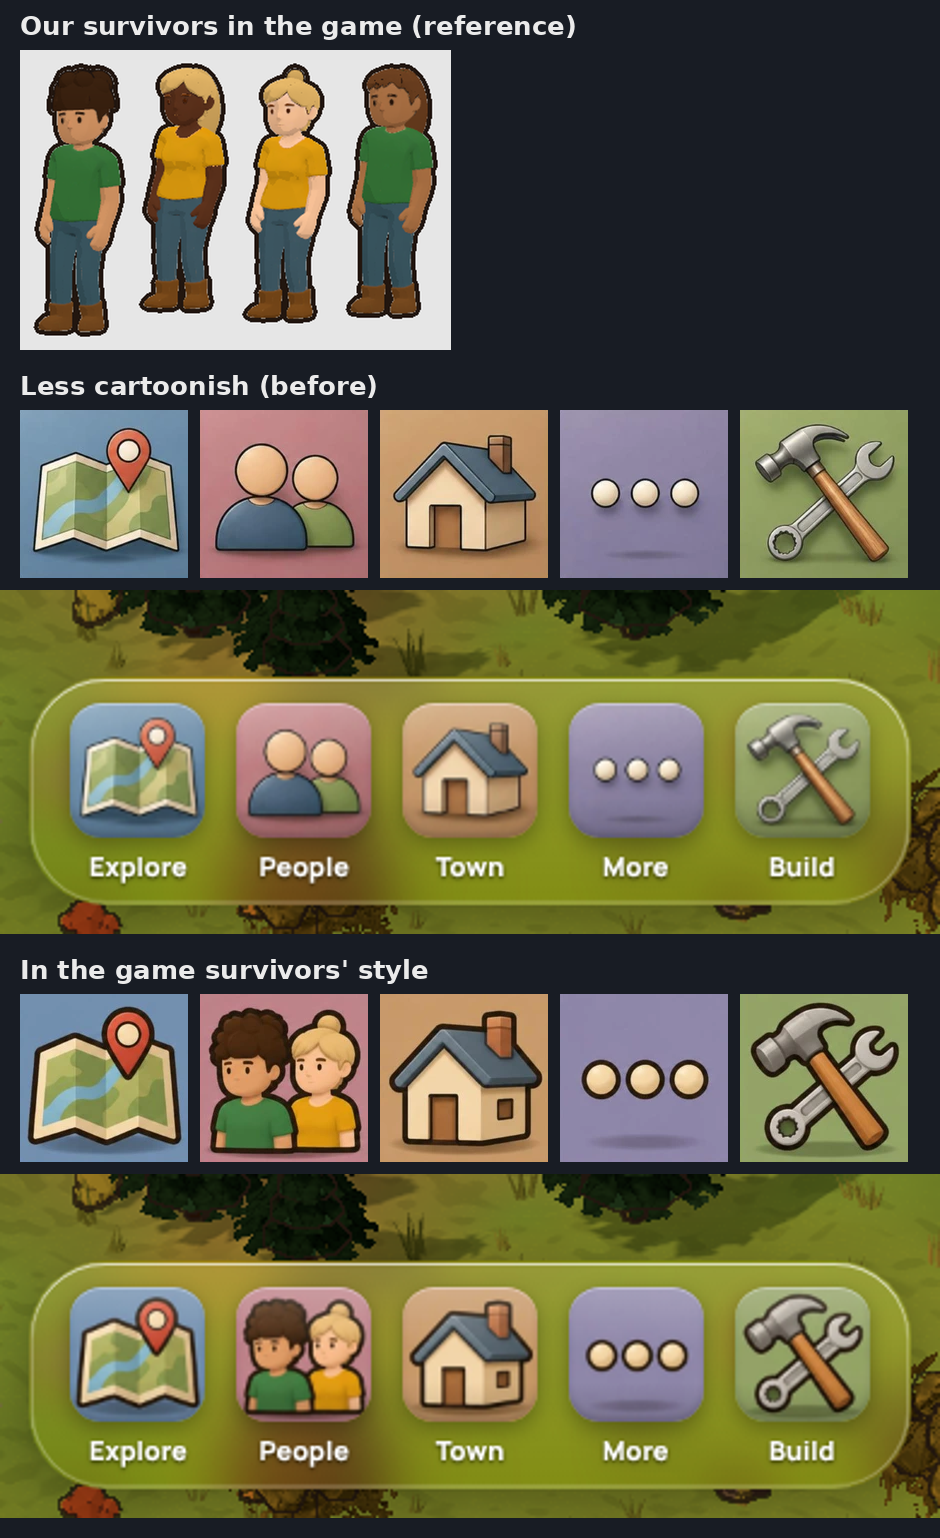 Our survivors in the game (reference)
Less cartoonish (before)
Explore People Town More Build
In the game survivors' style
Explore People Town More Build